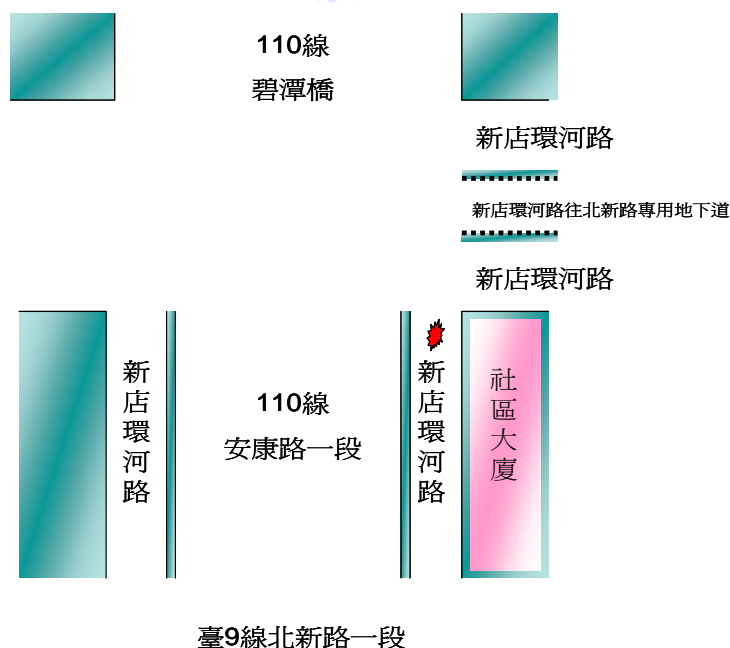 110線
碧潭橋
新店環河路
新店環河路往北新路專用地下道
新店環河路
新店環河路
110線
安康路一段
新店環河路
社區大廈
臺9線北新路一段